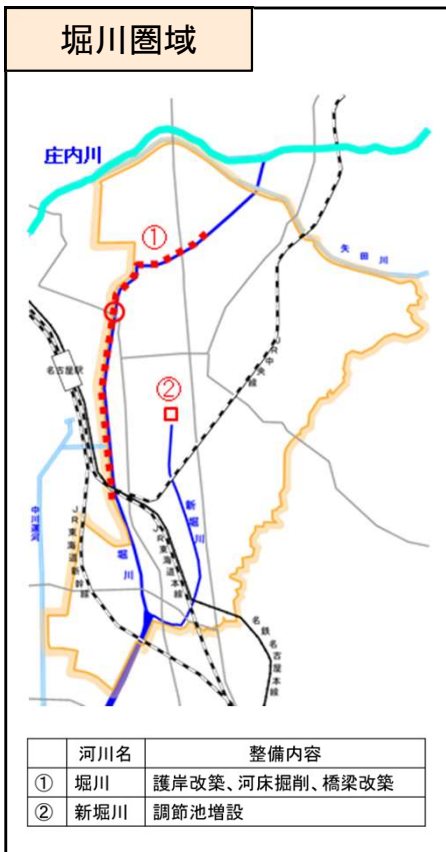 堀川圏域
庄内川
①
矢田川
名古屋駅
JR中央線
②
中川運河
新堀川
堀川
JR東海道本線
JR東海道新幹線
名鉄名古屋本線
河川名 整備内容
① 堀川 護岸改築、河床掘削、橋梁改築
② 新堀川 調節池増設